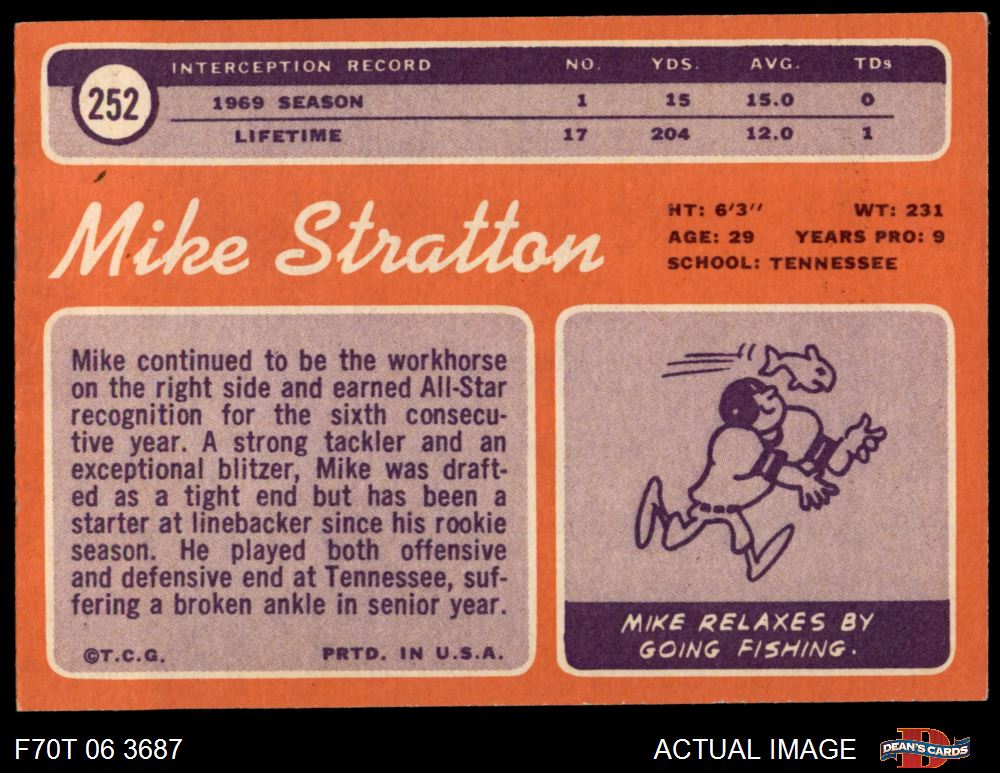 252
INTERCEPTION RECORD NO. YDS. AVG. TDs
1969 SEASON 1 15 15.0 0
LIFETIME 17 204 12.0 1
Mike Stratton
HT: 6'3'' WT: 231
AGE: 29 YEARS PRO: 9
SCHOOL: TENNESSEE
Mike continued to be the workhorse
on the right side and earned All-Star
recognition for the sixth consecu-
tive year. A strong tackler and an
exceptional blitzer, Mike was draft-
ed as a tight end but has been a
starter at linebacker since his rookie
season. He played both offensive
and defensive end at Tennessee, suf-
fering a broken ankle in senior year.
©T.C.G. PRTD. IN U.S.A.
MIKE RELAXES BY
GOING FISHING.
F70T 06 3687
ACTUAL IMAGE
DEAN'S CARDS